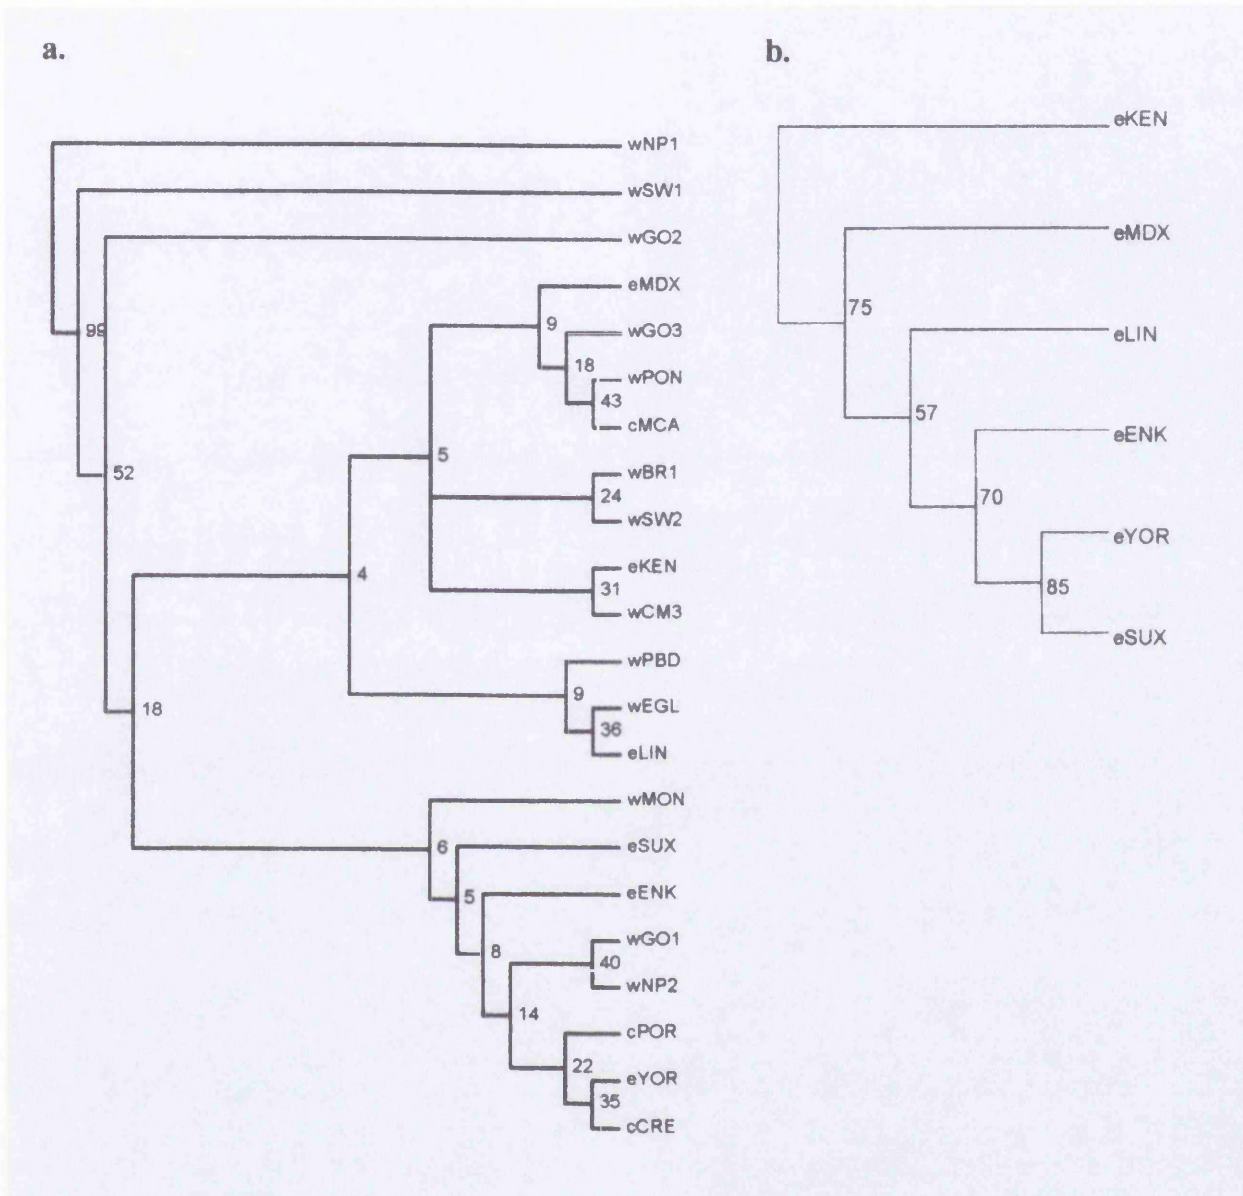 a.
wNP1
wSW1
wGO2
eMDX
9
wGO3
18
wPON
43
cMCA
99
5
wBR1
24
wSW2
52
eKEN
4
31
wCM3
wPBD
9
wEGL
36
eLIN
18
wMON
6
eSUX
5
eENK
8
wGO1
40
wNP2
14
cPOR
22
eYOR
35
cCRE
b.
eKEN
eMDX
75
eLIN
57
eENK
70
eYOR
85
eSUX